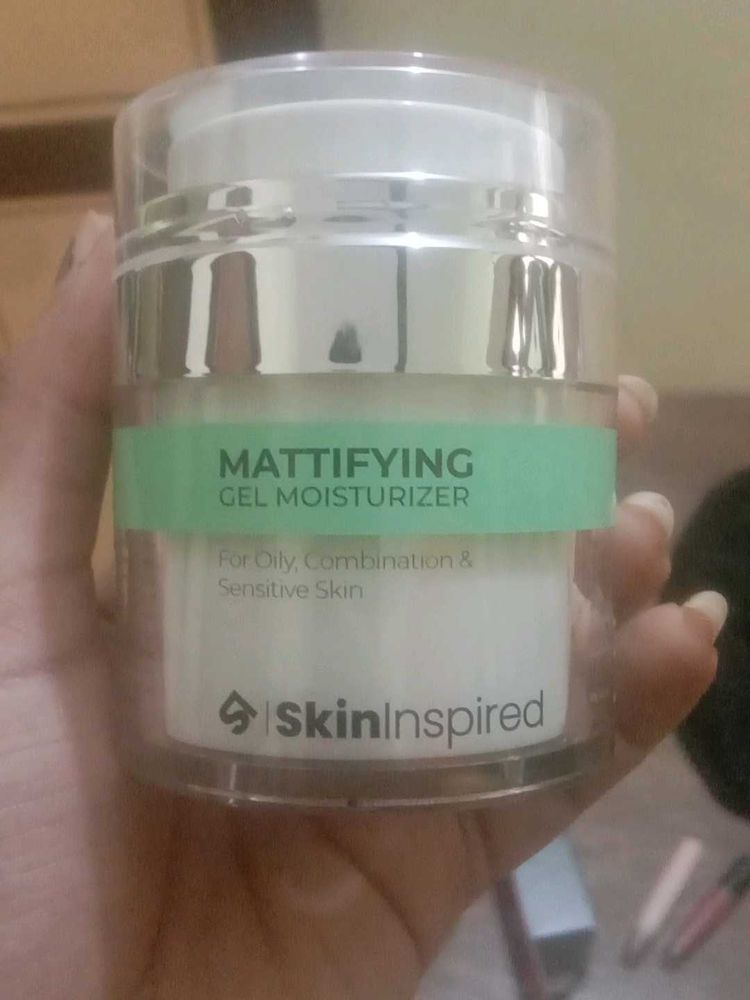 MATTIFYING
GEL MOISTURIZER
For Oily, Combination &
Sensitive Skin
SkinInspired